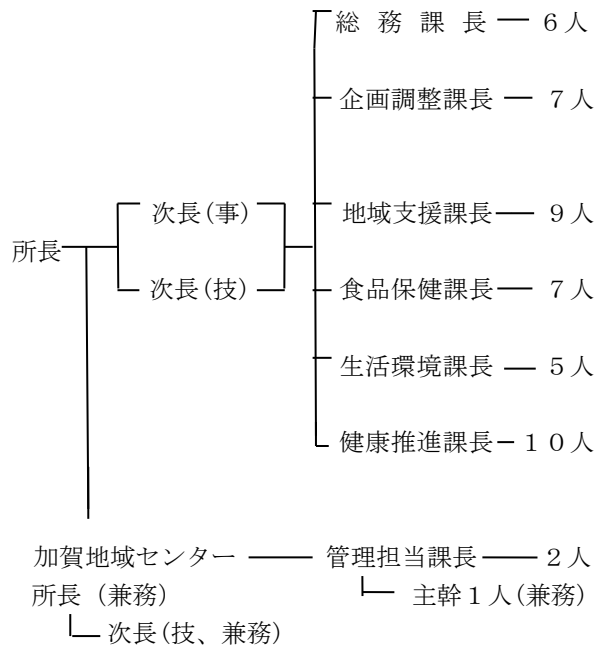 総務課長 6人
企画調整課長 7人
次長(事) 地域支援課長 9人
所長
次長(技) 食品保健課長 7人
生活環境課長 5人
健康推進課長 10人
加賀地域センター 管理担当課長 2人
所長(兼務) 主幹1人(兼務)
次長(技、兼務)